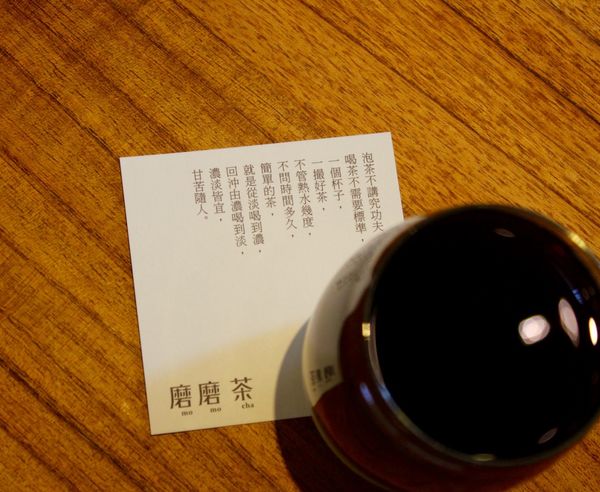 泡茶不講究功夫
喝茶不需要標準，
一個杯子，
一撮好茶，
不管熱水幾度，
不問時間多久，
簡單的茶，
就是從淡喝到濃，
回沖由濃喝到淡，
濃淡皆宜，
甘苦隨人。
磨磨茶
mo mo cha